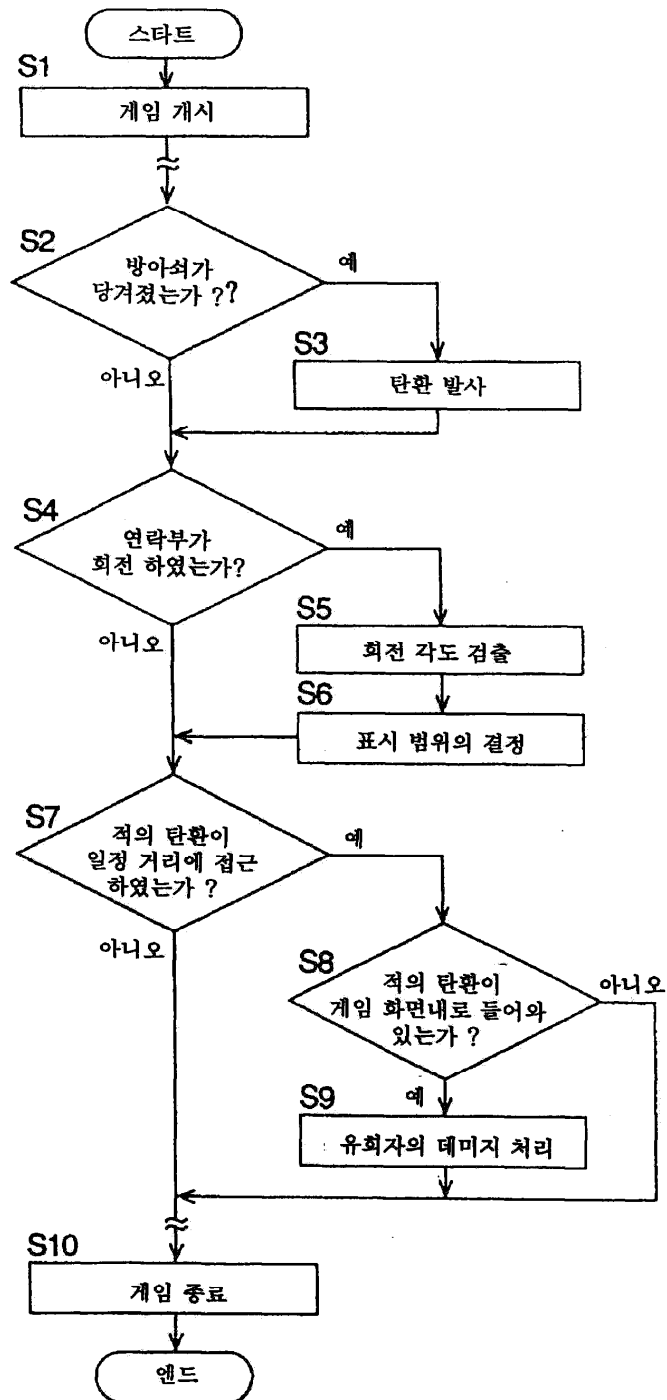 스타트
S1
게임 개시
S2
방아쇠가
당겨졌는가 ??
예
아니오
S3
탄환 발사
S4
연락부가
회전 하였는가?
예
아니오
S5
회전 각도 검출
S6
표시 범위의 결정
S7
적의 탄환이
일정 거리에 접근
하였는가 ?
예
아니오
S8
적의 탄환이
게임 화면내로 들어와
있는가 ?
아니오
예
S9
유회자의 데미지 처리
S10
게임 종료
엔드